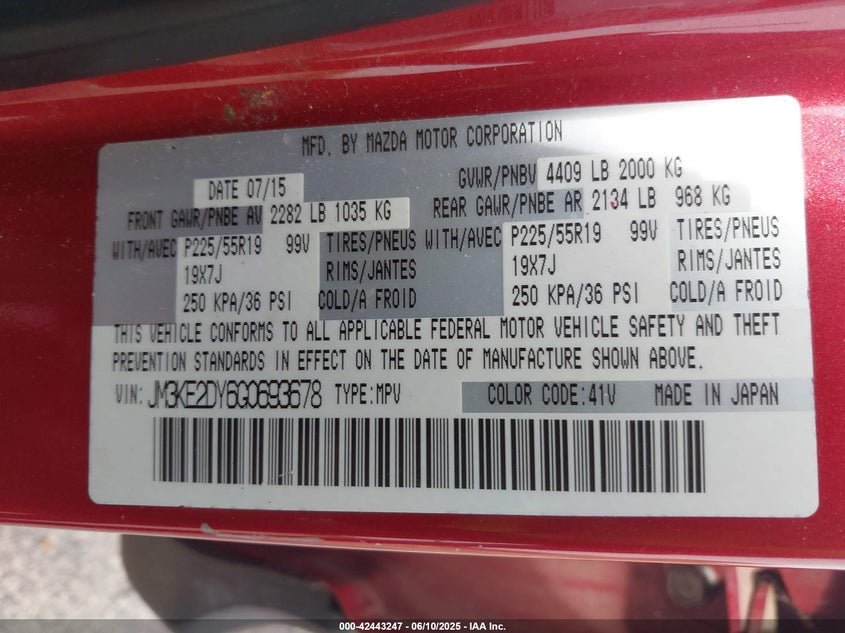 MFD. BY MAZDA MOTOR CORPORATION
DATE 07/15
GVWR/PNBV 4409 LB 2000 KG
FRONT GAWR/PNBE AV 2282 LB 1035 KG
REAR GAWR/PNBE AR 2134 LB 968 KG
WITH/AVEC P225/55R19 99V TIRES/PNEUS WITH/AVEC P225/55R19 99V TIRES/PNEUS
19X7J RIMS/JANTES 19X7J RIMS/JANTES
250 KPA/36 PSI COLD/A FROID 250 KPA/36 PSI COLD/A FROID
THIS VEHICLE CONFORMS TO ALL APPLICABLE FEDERAL MOTOR VEHICLE SAFETY AND THEFT
PREVENTION STANDARDS IN EFFECT ON THE DATE OF MANUFACTURE SHOWN ABOVE.
VIN: JM3KE2DY6G0693678 TYPE:MPV COLOR CODE:41V MADE IN JAPAN
000-42443247 - 06/10/2025 - IAA Inc.